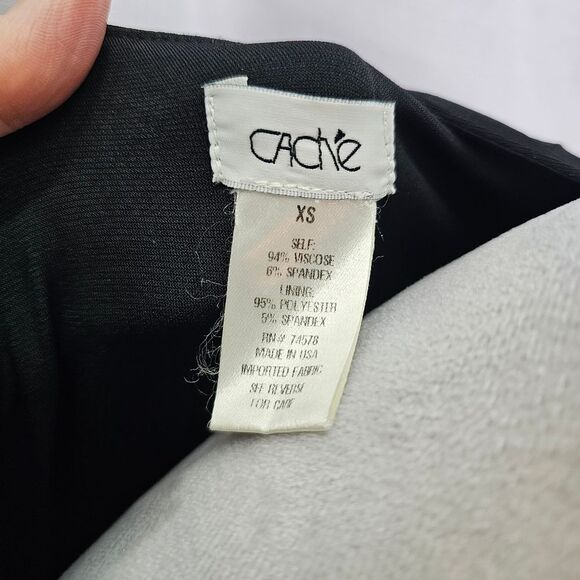 CAChé
XS
SELF:
94% VISCOSE
6% SPANDEX
LINING:
95% POLYESTER
5% SPANDEX
RN# 74578
MADE IN USA
IMPORTED FABRIC
SEE REVERSE
FOR CARE